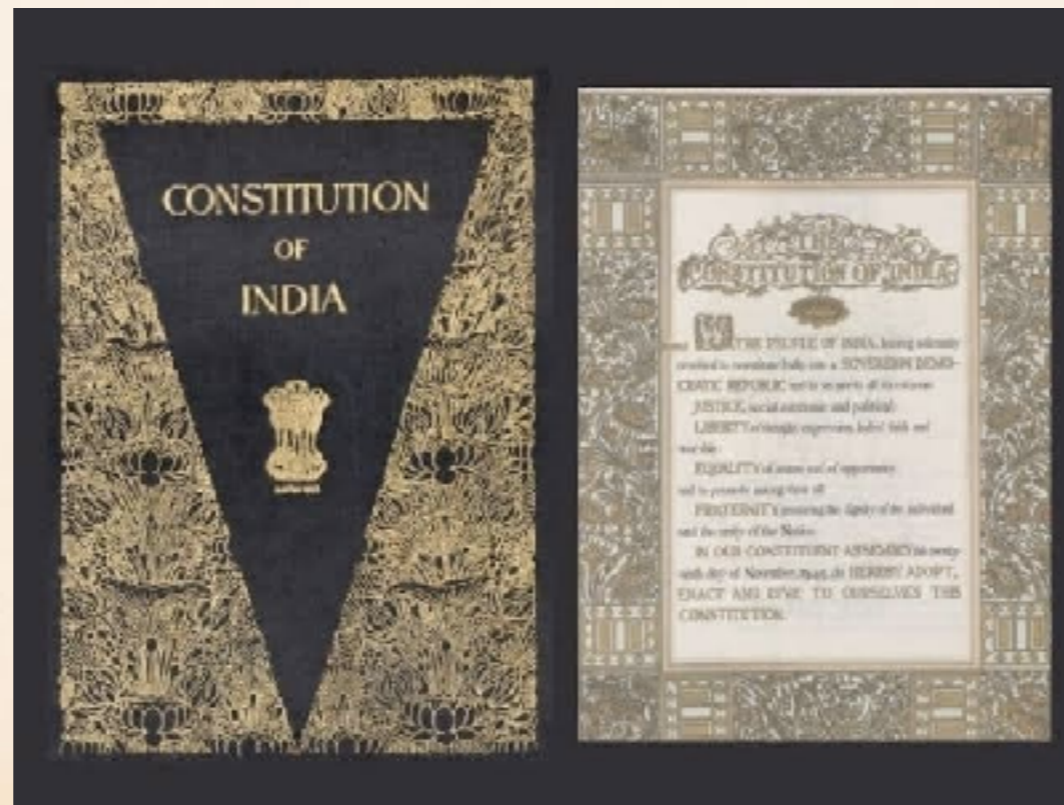 CONSTITUTION
OF
INDIA
CONSTITUTION OF INDIA
WE, THE PEOPLE OF INDIA, having solemnly
resolved to constitute India into a SOVEREIGN DEMO-
CRATIC REPUBLIC and to secure to all its citizens:
JUSTICE, social, economic and political;
LIBERTY of thought, expression, belief, faith and
worship;
EQUALITY of status and of opportunity;
and to promote among them all
FRATERNITY assuring the dignity of the individual
and the unity of the Nation;
IN OUR CONSTITUENT ASSEMBLY this twenty-
sixth day of November, 1949, do HEREBY ADOPT,
ENACT AND GIVE TO OURSELVES THIS
CONSTITUTION.